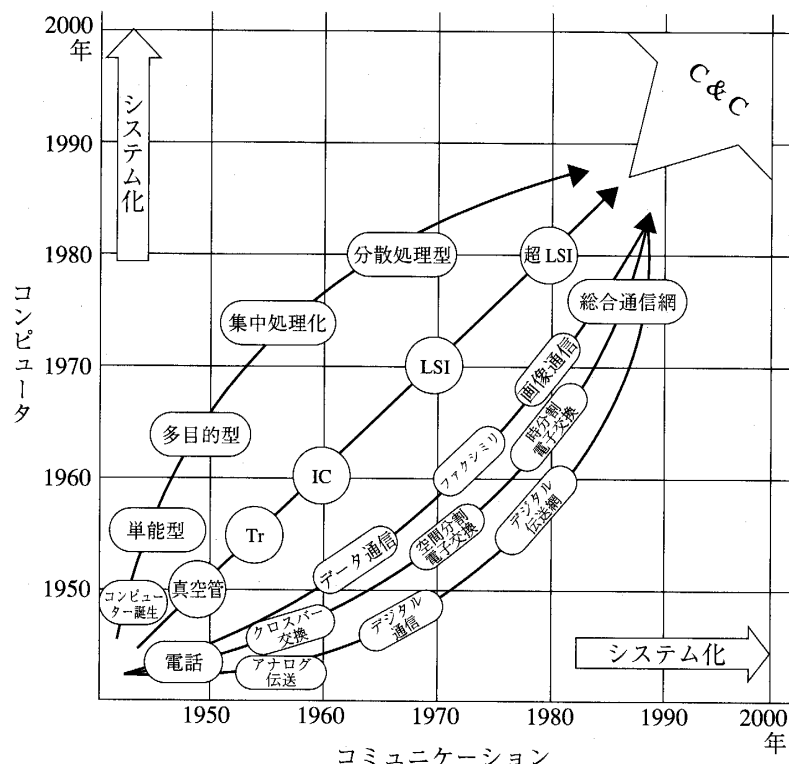 2000
年
システム化
C&C
1990
分散処理型
1980
超LSI
コンピュータ
総合通信網
集中処理化
1970
LSI
画像通信
多目的型
時分割
電子交換
ファクシミリ
1960
IC
デジタル
伝送網
単能型
Tr
空間分割
電子交換
データ通信
1950
コンピュー
ター誕生
真空管
クロスバー
交換
デジタル
通信
電話
アナログ
伝送
システム化
1950
1960
1970
1980
1990
2000
年
コミュニケーション